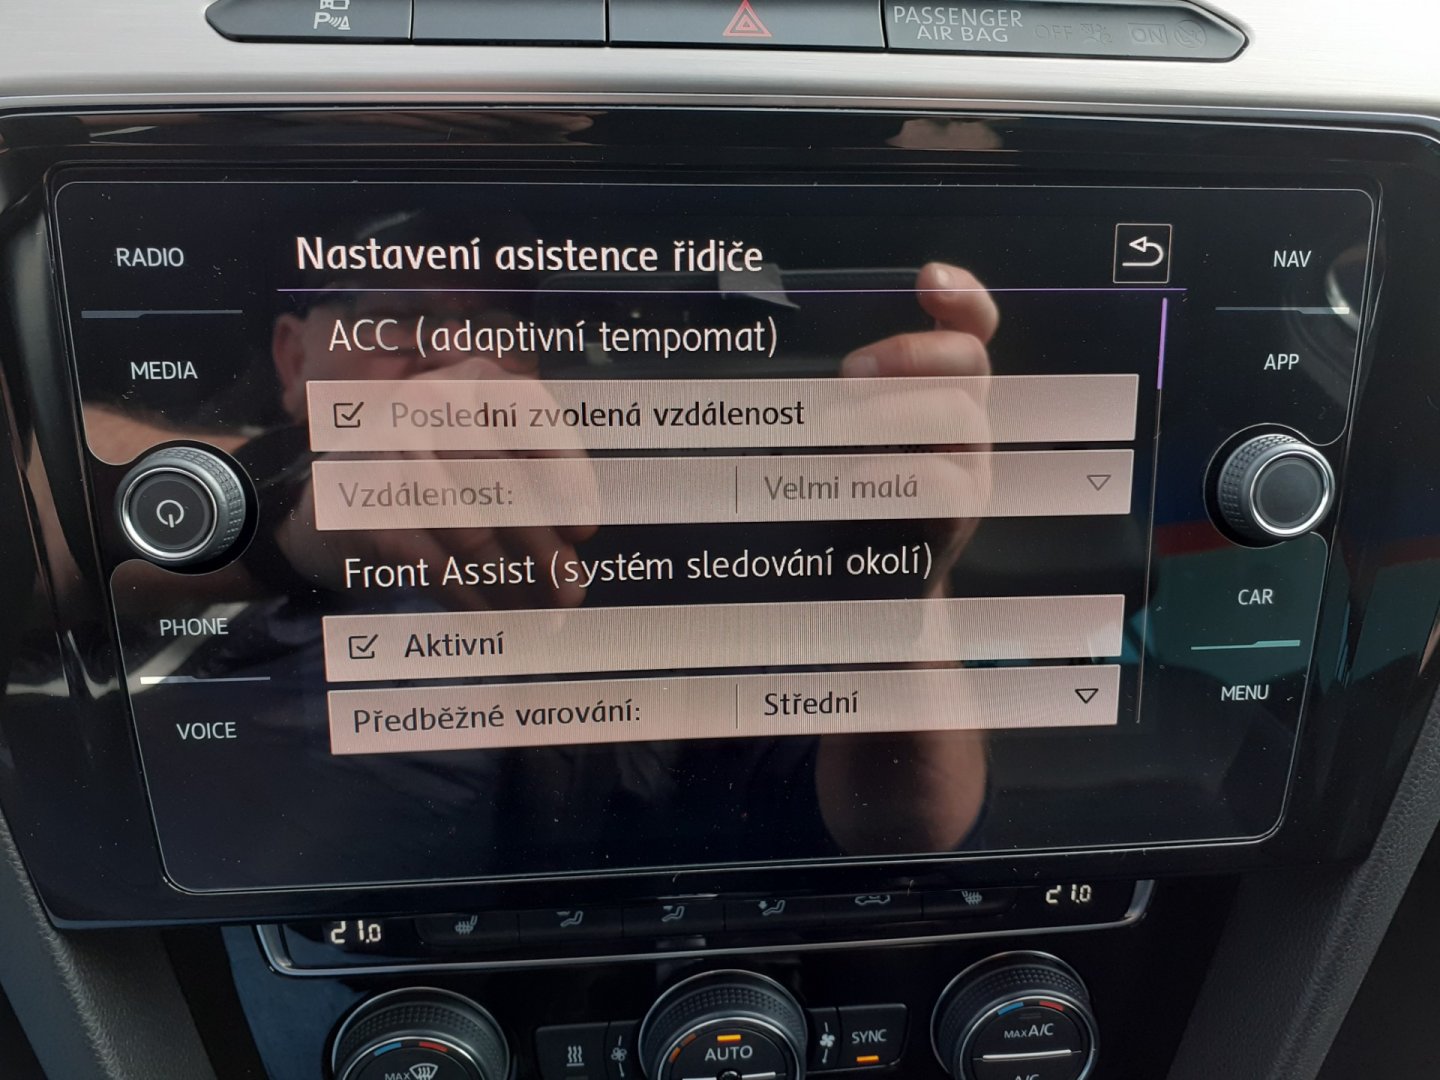 P
PASSENGER
AIR BAG
OFF
ON
RADIO
MEDIA
PHONE
VOICE
Nastavení asistence řidiče
ACC (adaptivní tempomat)
Poslední zvolená vzdálenost
Vzdálenost: Velmi malá
Front Assist (systém sledování okolí)
Aktivní
Předběžné varování: Střední
NAV
APP
CAR
MENU
21.0
21.0
MAX
AUTO
SYNC
MAX A/C
A/C